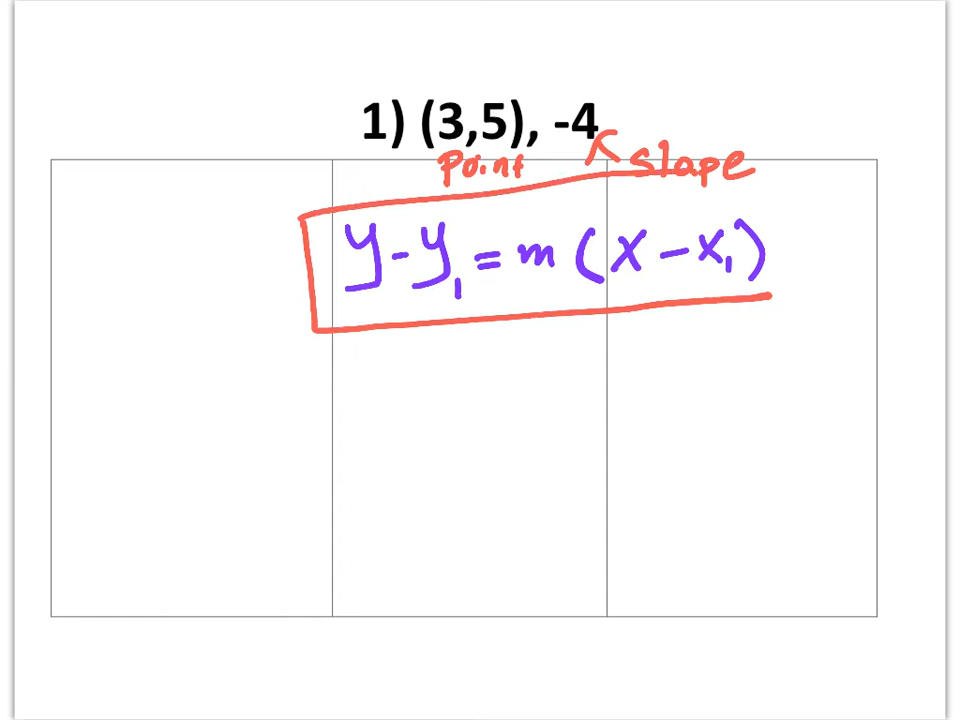 1) (3,5), -4
Point slope
y - y₁ = m (x - x₁)